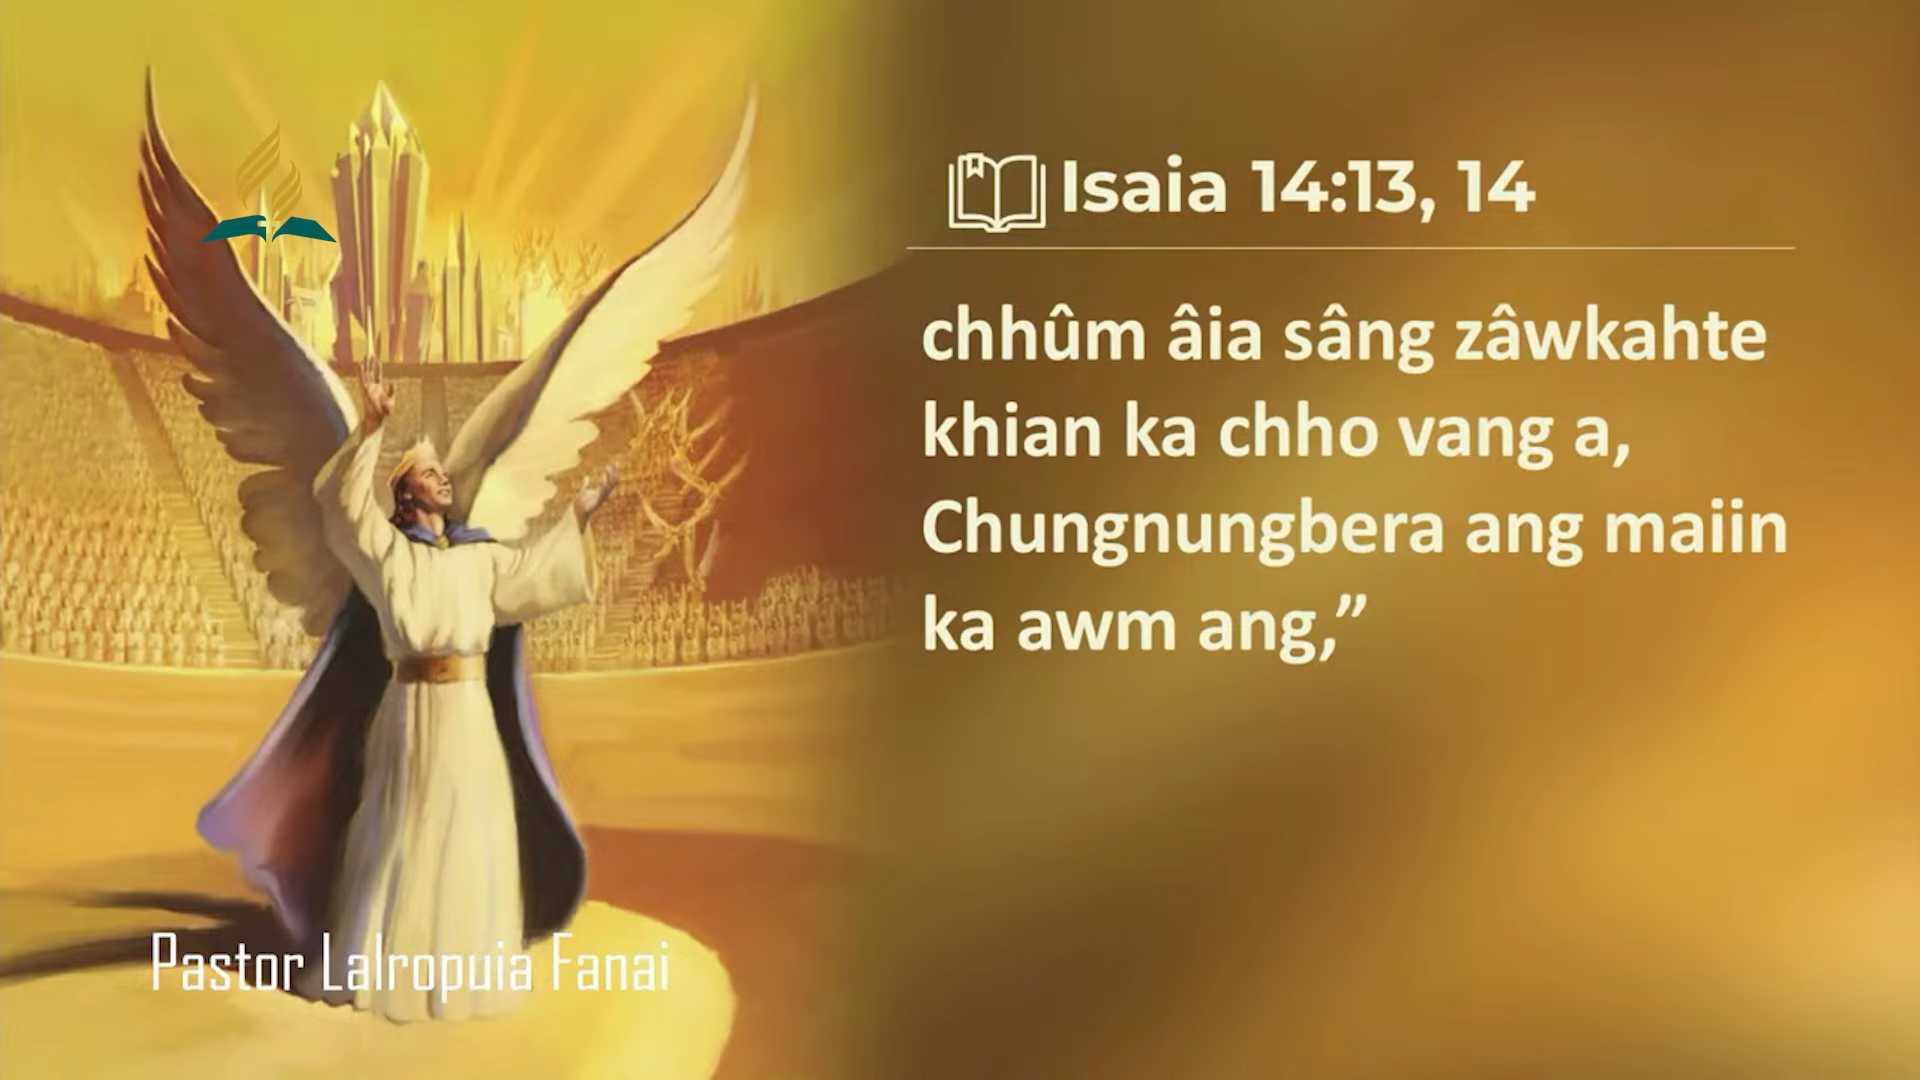 Isaia 14:13, 14
chhûm âia sâng zâwkahte
khian ka chho vang a,
Chungnungbera ang maiin
ka awm ang,”
Pastor Lalropuia Fanai